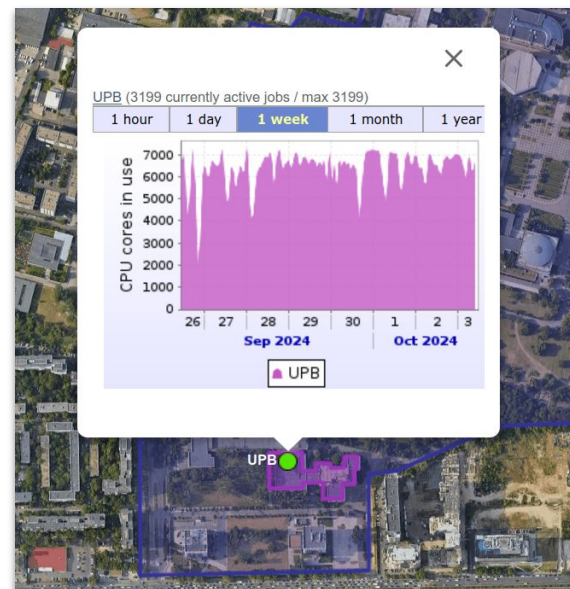 UPB (3199 currently active jobs / max 3199)
1 hour 1 day 1 week 1 month 1 year
CPU cores in use
7000
6000
5000
4000
3000
2000
1000
0
26 27 28 29 30 1 2 3
Sep 2024 Oct 2024
UPB
UPB